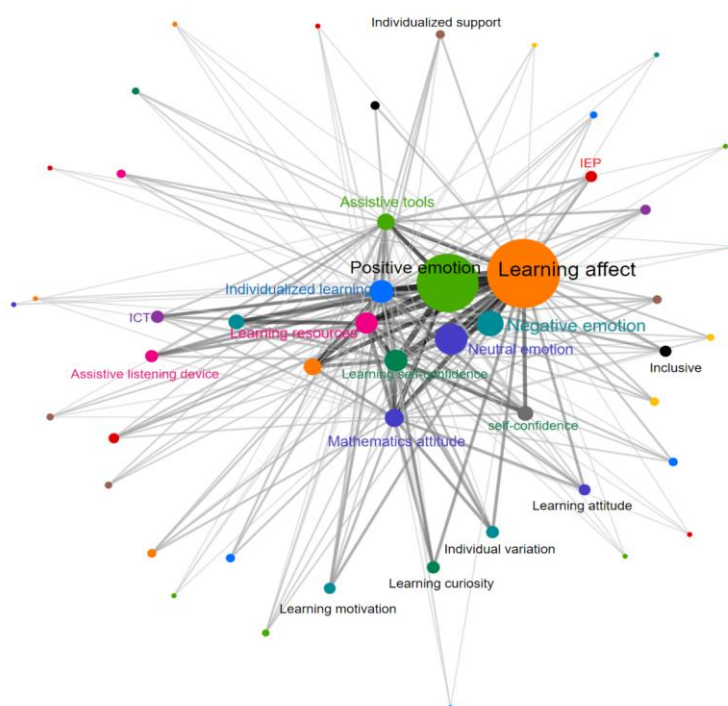 Individualized support
IEP
Assistive tools
Positive emotion
Learning affect
Individualized learning
ICT
Learning resources
Negative emotion
Neutral emotion
Assistive listening device
Learning self-confidence
Inclusive
self-confidence
Mathematics attitude
Learning attitude
Individual variation
Learning curiosity
Learning motivation